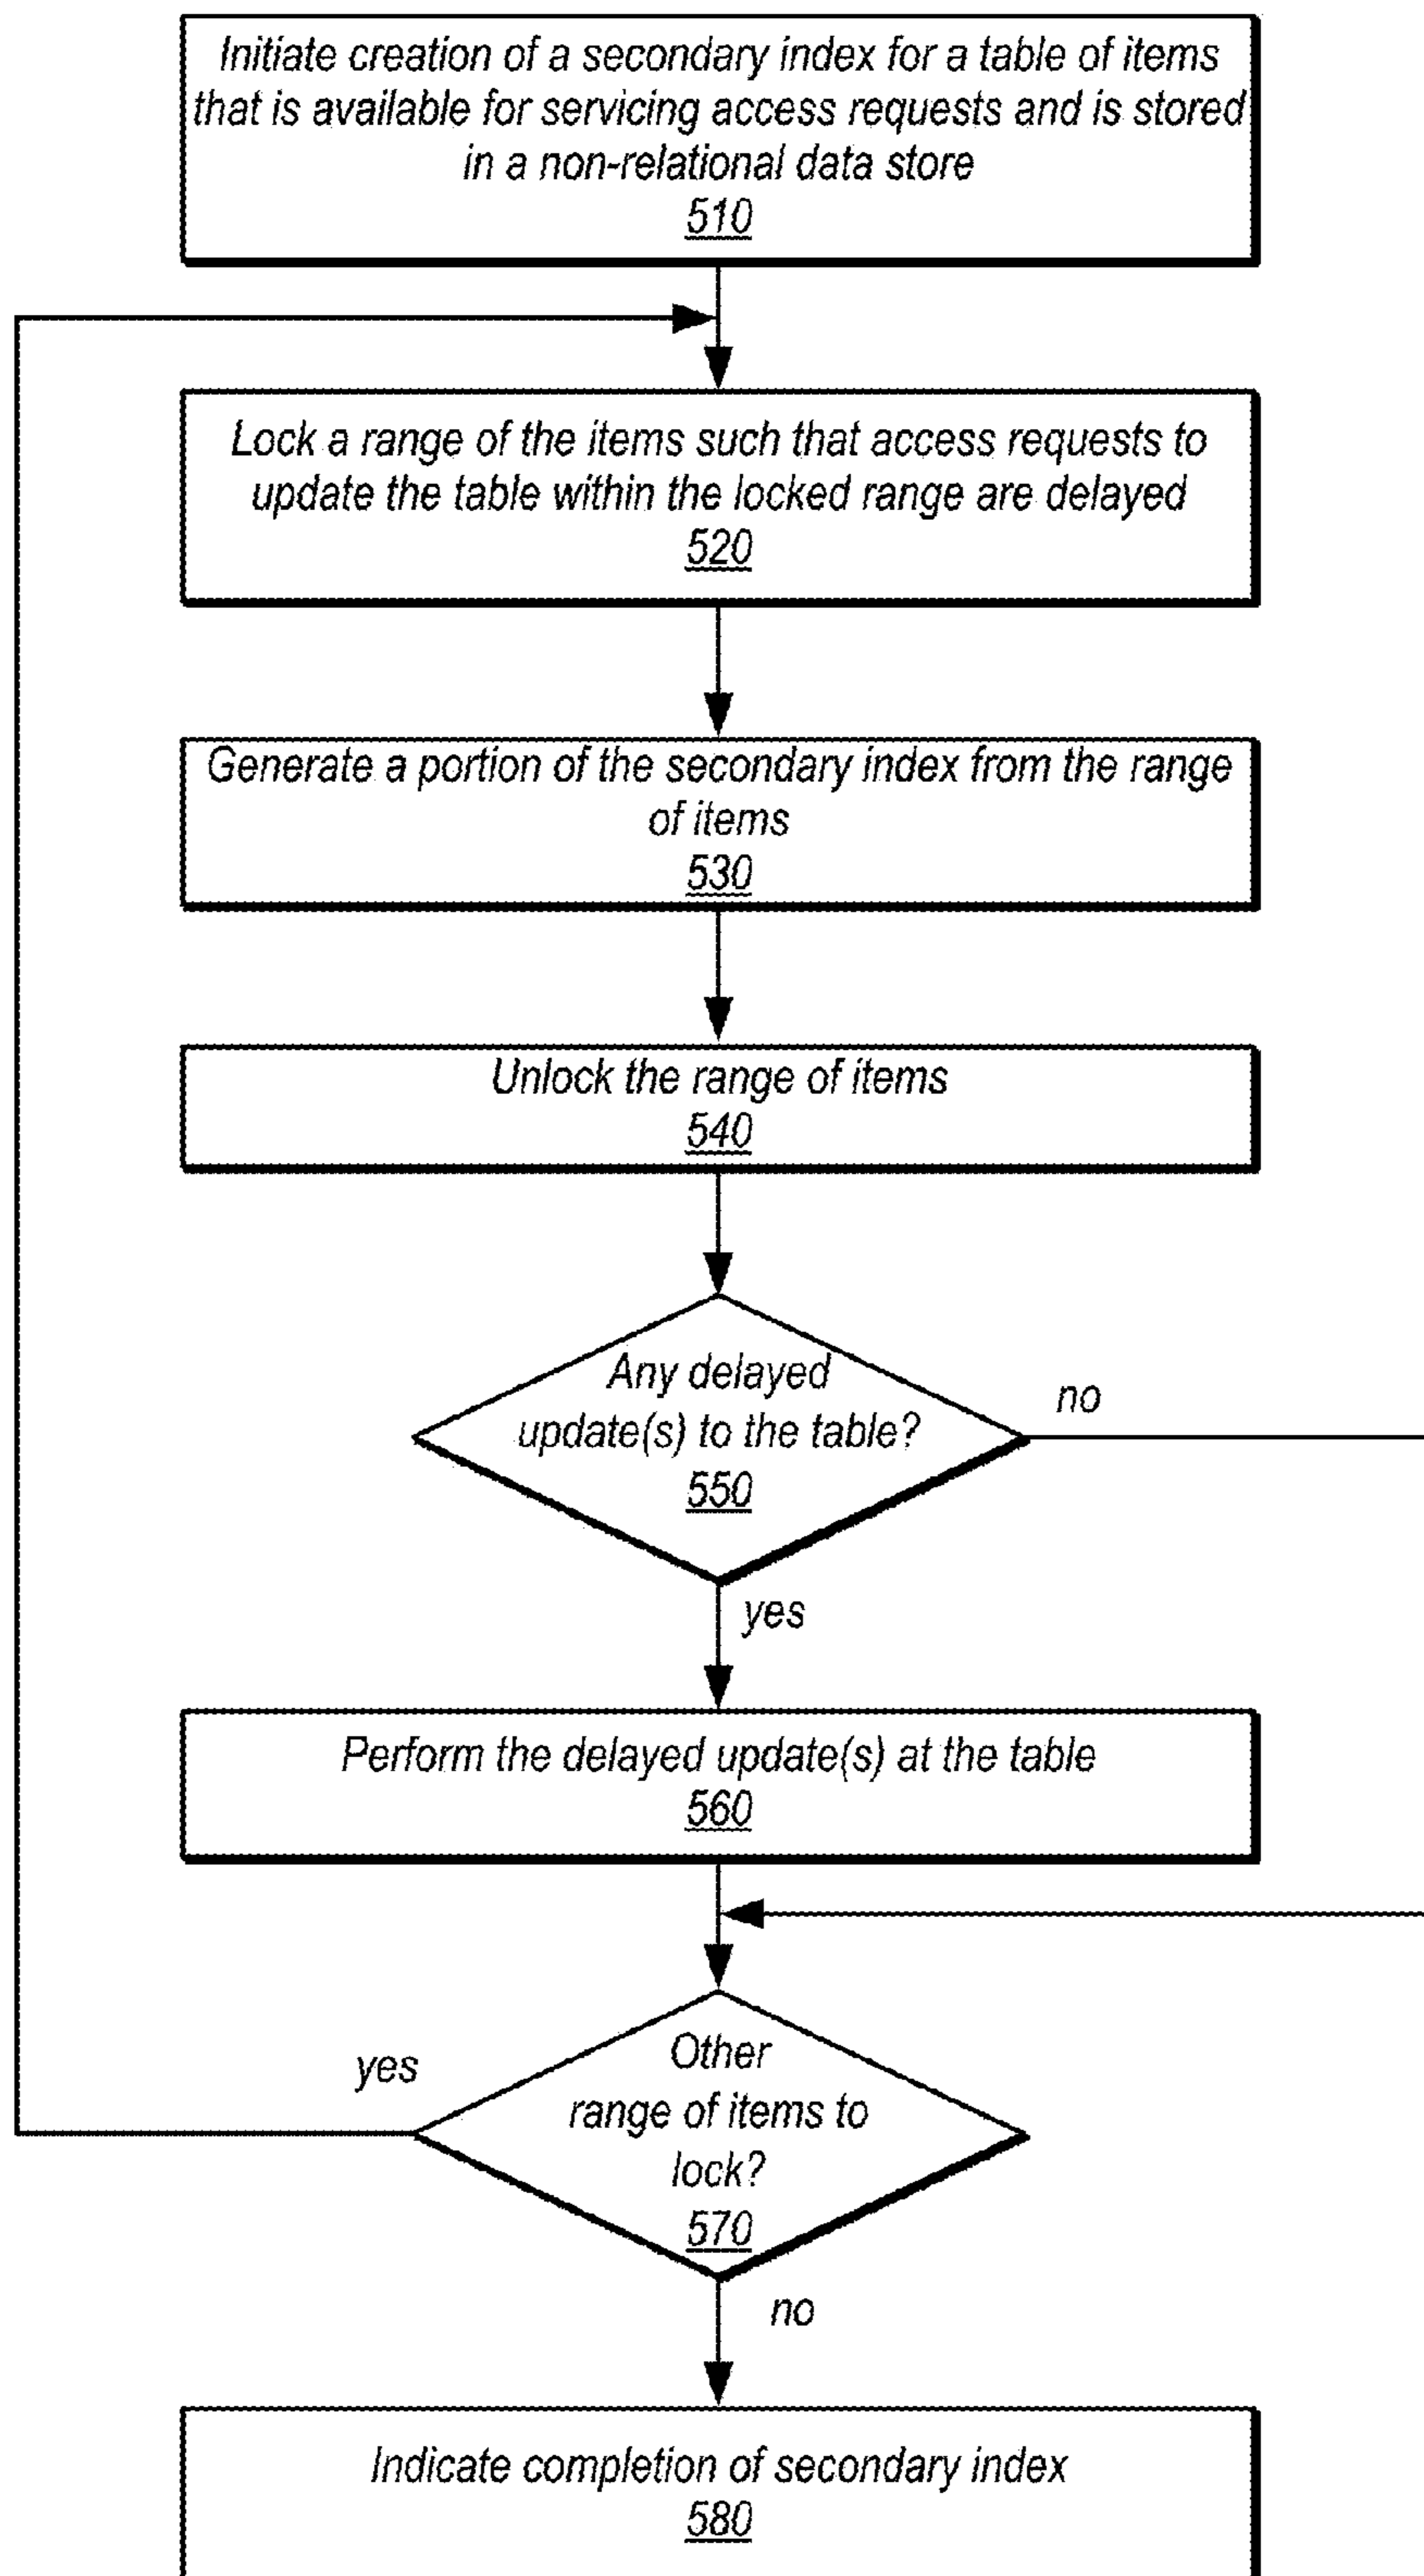 Initiate creation of a secondary index for a table of items
that is available for servicing access requests and is stored
in a non-relational data store
510
Lock a range of the items such that access requests to
update the table within the locked range are delayed
520
Generate a portion of the secondary index from the range
of items
530
Unlock the range of items
540
Any delayed
update(s) to the table?
550
no
yes
Perform the delayed update(s) at the table
560
Other
range of items to
lock?
570
yes
no
Indicate completion of secondary index
580